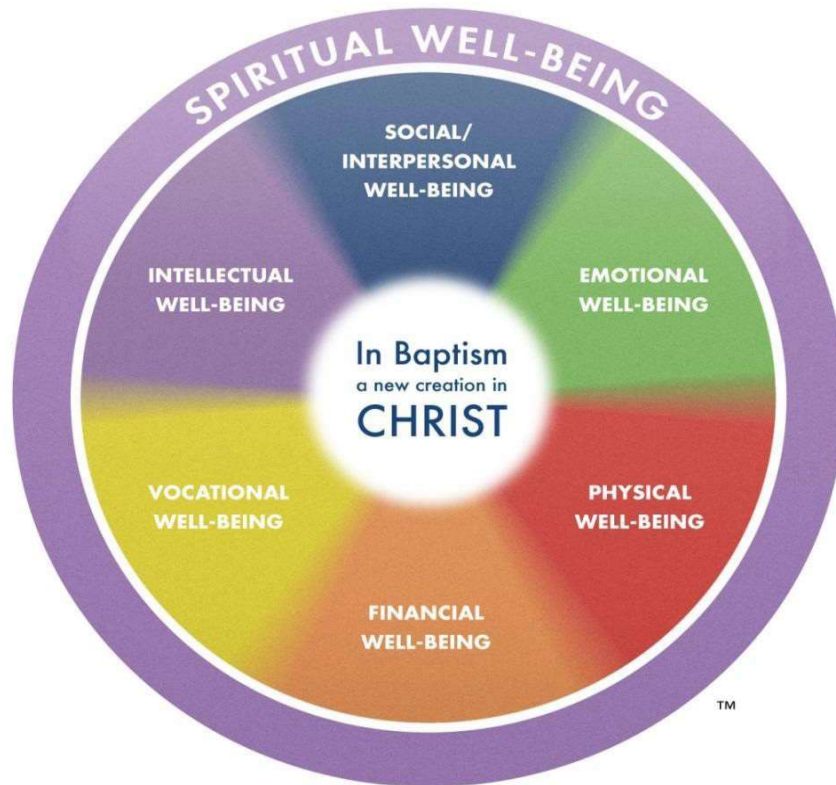 SPIRITUAL WELL-BEING
SOCIAL/
INTERPERSONAL
WELL-BEING
INTELLECTUAL
WELL-BEING
EMOTIONAL
WELL-BEING
In Baptism
a new creation in
CHRIST
VOCATIONAL
WELL-BEING
PHYSICAL
WELL-BEING
FINANCIAL
WELL-BEING
TM